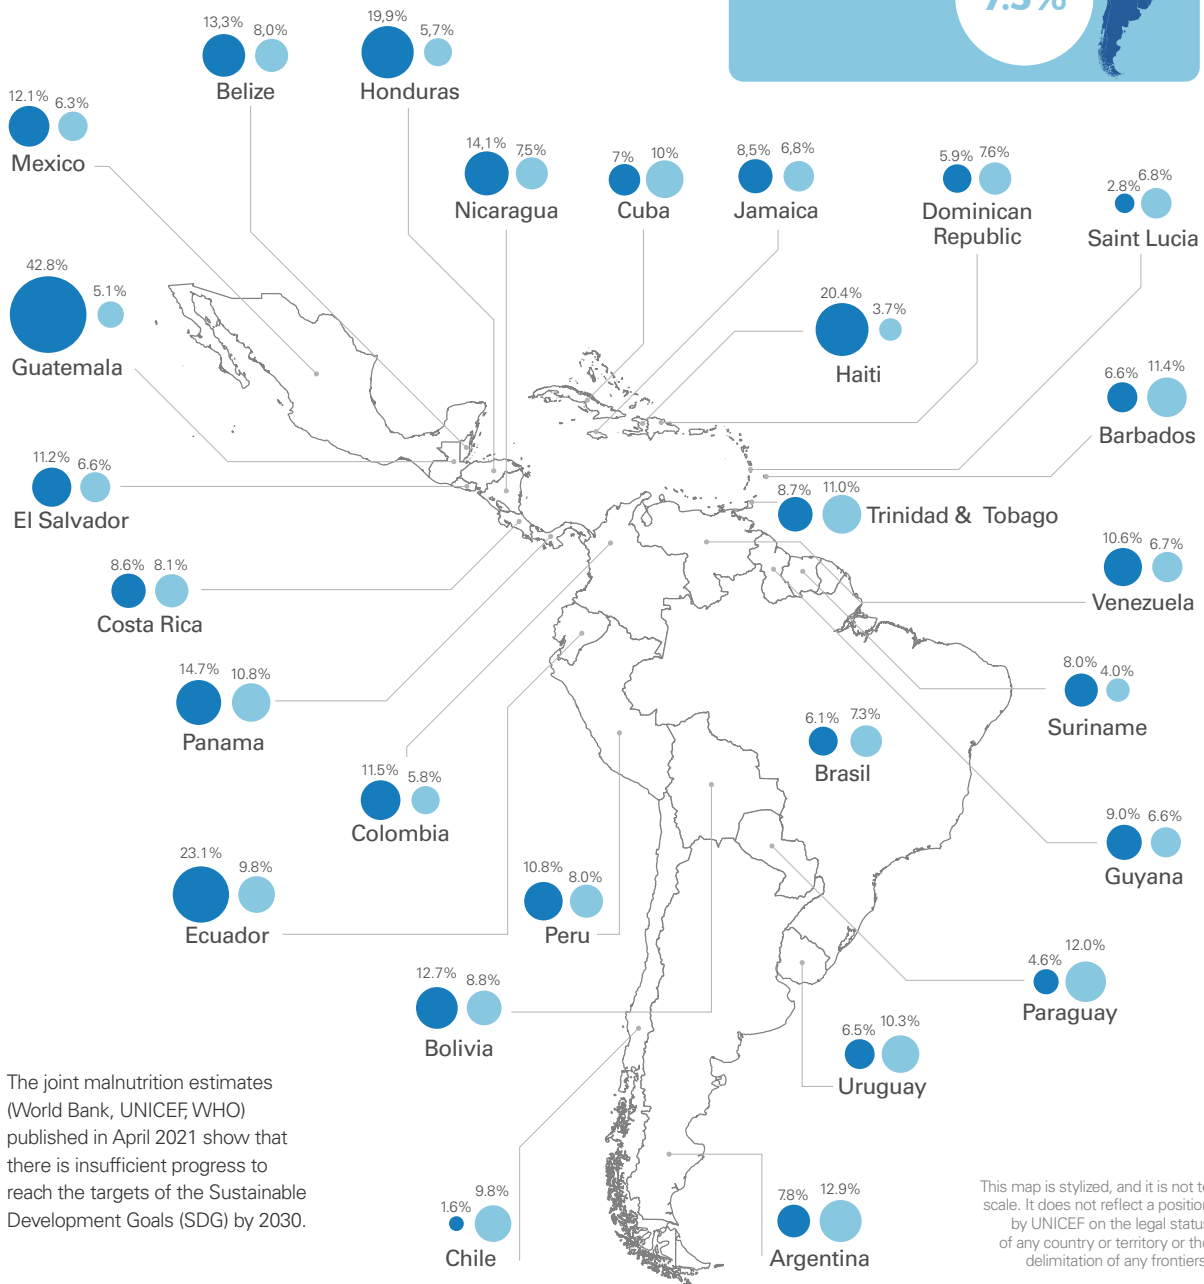 7.5%
13,3% 8,0%
Belize
19,9% 5,7%
Honduras
12.1% 6.3%
Mexico
14,1% 7,5%
Nicaragua
7% 10%
Cuba
8,5% 6,8%
Jamaica
5.9% 7.6%
Dominican
Republic
2.8% 6.8%
Saint Lucia
42.8% 5.1%
Guatemala
20.4% 3.7%
Haiti
6.6% 11.4%
Barbados
11.2% 6.6%
El Salvador
8.7% 11.0%
Trinidad & Tobago
10.6% 6.7%
Venezuela
8.6% 8.1%
Costa Rica
14.7% 10.8%
Panama
8.0% 4.0%
Suriname
6.1% 7.3%
Brasil
11.5% 5.8%
Colombia
9.0% 6.6%
Guyana
23.1% 9.8%
Ecuador
10.8% 8.0%
Peru
4.6% 12.0%
Paraguay
12.7% 8.8%
Bolivia
6.5% 10.3%
Uruguay
The joint malnutrition estimates
(World Bank, UNICEF, WHO)
published in April 2021 show that
there is insufficient progress to
reach the targets of the Sustainable
Development Goals (SDG) by 2030.
1.6% 9.8%
Chile
7.8% 12.9%
Argentina
This map is stylized, and it is not to
scale. It does not reflect a position
by UNICEF on the legal status
of any country or territory or the
delimitation of any frontiers